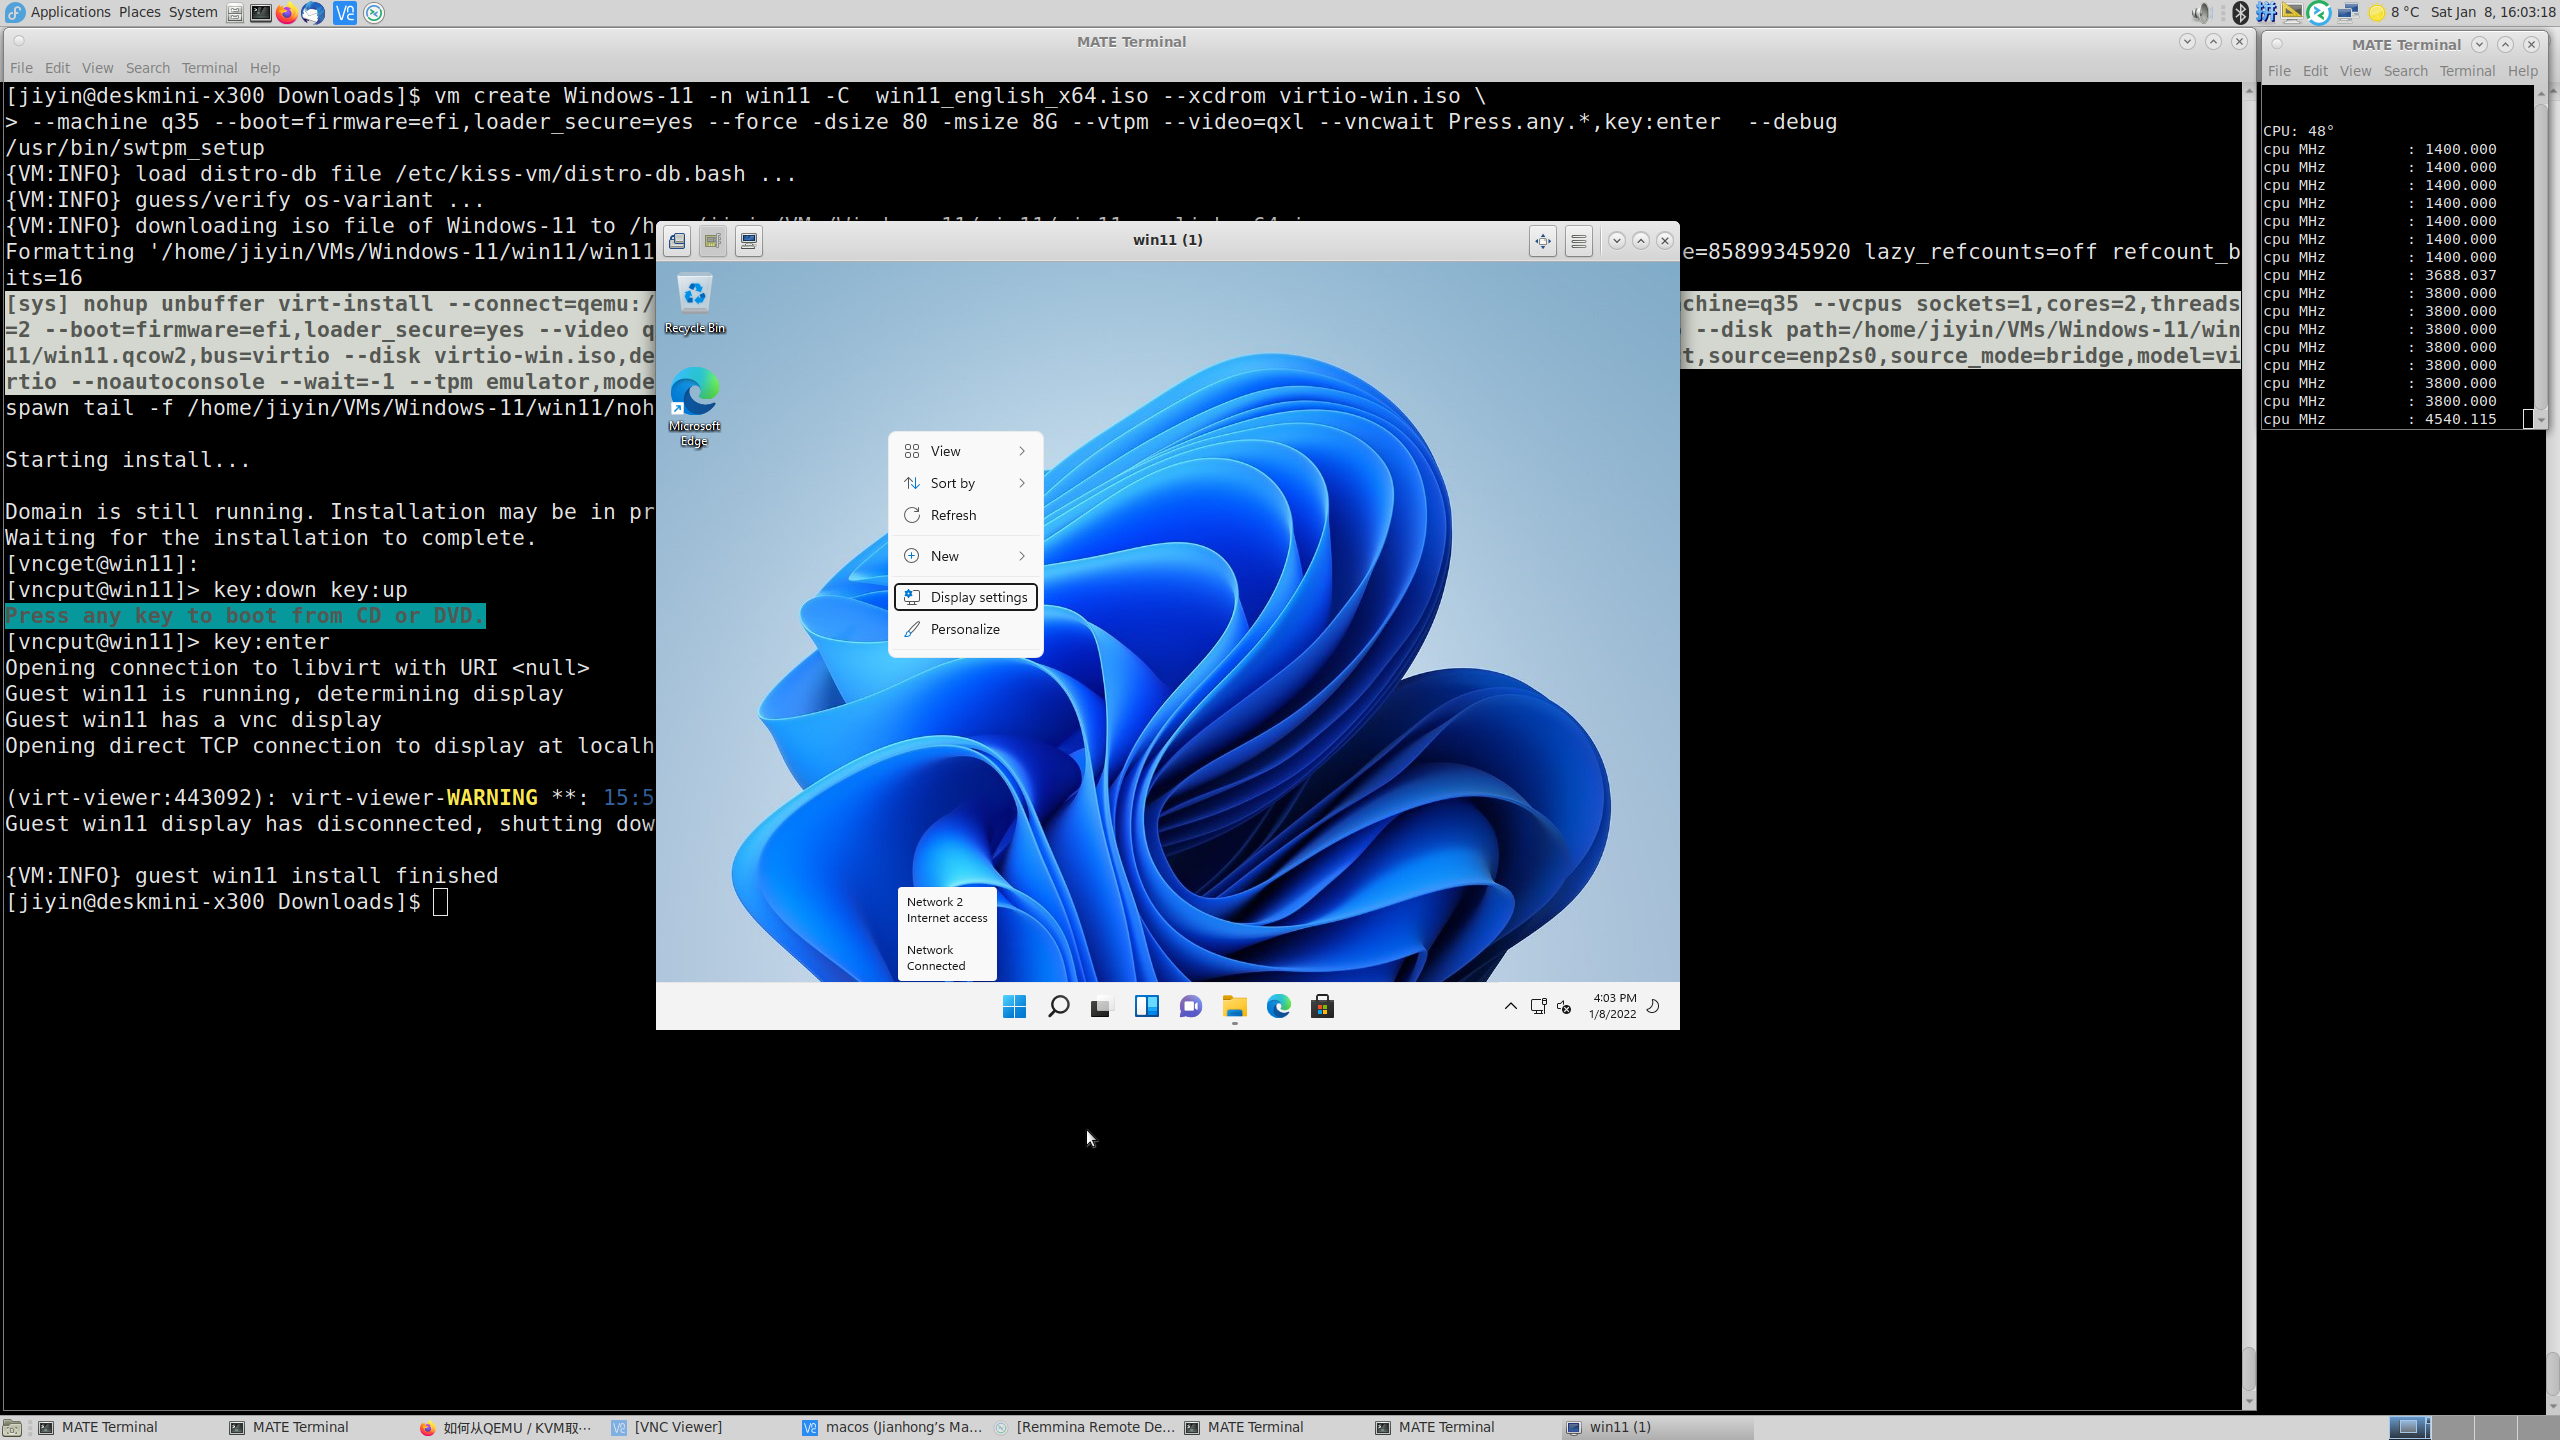 Applications Places System
8 °C Sat Jan 8, 16:03:18
MATE Terminal
File Edit View Search Terminal Help
[jiyin@deskmini-x300 Downloads]$ vm create Windows-11 -n win11 -C  win11_english_x64.iso --xcdrom virtio-win.iso \
> --machine q35 --boot=firmware=efi,loader_secure=yes --force -dsize 80 -msize 8G --vtpm --video=qxl --vncwait Press.any.*,key:enter  --debug
/usr/bin/swtpm_setup
{VM:INFO} load distro-db file /etc/kiss-vm/distro-db.bash ...
{VM:INFO} guess/verify os-variant ...
{VM:INFO} downloading iso file of Windows-11 to /h
Formatting '/home/jiyin/VMs/Windows-11/win11/win11 e=85899345920 lazy_refcounts=off refcount_b
its=16
[sys] nohup unbuffer virt-install --connect=qemu:/ chine=q35 --vcpus sockets=1,cores=2,threads
=2 --boot=firmware=efi,loader_secure=yes --video q --disk path=/home/jiyin/VMs/Windows-11/win
11/win11.qcow2,bus=virtio --disk virtio-win.iso,de t,source=enp2s0,source_mode=bridge,model=vi
rtio --noautoconsole --wait=-1 --tpm emulator,mode
spawn tail -f /home/jiyin/VMs/Windows-11/win11/noh
Starting install...
Domain is still running. Installation may be in pr
Waiting for the installation to complete.
[vncget@win11]:
[vncput@win11]> key:down key:up
Press any key to boot from CD or DVD.
[vncput@win11]> key:enter
Opening connection to libvirt with URI <null>
Guest win11 is running, determining display
Guest win11 has a vnc display
Opening direct TCP connection to display at localh
(virt-viewer:443092): virt-viewer-WARNING **: 15:5
Guest win11 display has disconnected, shutting dow
{VM:INFO} guest win11 install finished
[jiyin@deskmini-x300 Downloads]$
win11 (1)
Recycle Bin
Microsoft
Edge
View
Sort by
Refresh
New
Display settings
Personalize
Network 2
Internet access
Network
Connected
4:03 PM
1/8/2022
MATE Terminal
File Edit View Search Terminal Help
CPU: 48°
cpu MHz : 1400.000
cpu MHz : 1400.000
cpu MHz : 1400.000
cpu MHz : 1400.000
cpu MHz : 1400.000
cpu MHz : 1400.000
cpu MHz : 1400.000
cpu MHz : 3688.037
cpu MHz : 3800.000
cpu MHz : 3800.000
cpu MHz : 3800.000
cpu MHz : 3800.000
cpu MHz : 3800.000
cpu MHz : 3800.000
cpu MHz : 3800.000
cpu MHz : 4540.115
MATE Terminal
MATE Terminal
如何从QEMU / KVM取…
[VNC Viewer]
macos (Jianhong's Ma…
[Remmina Remote De…
MATE Terminal
MATE Terminal
win11 (1)